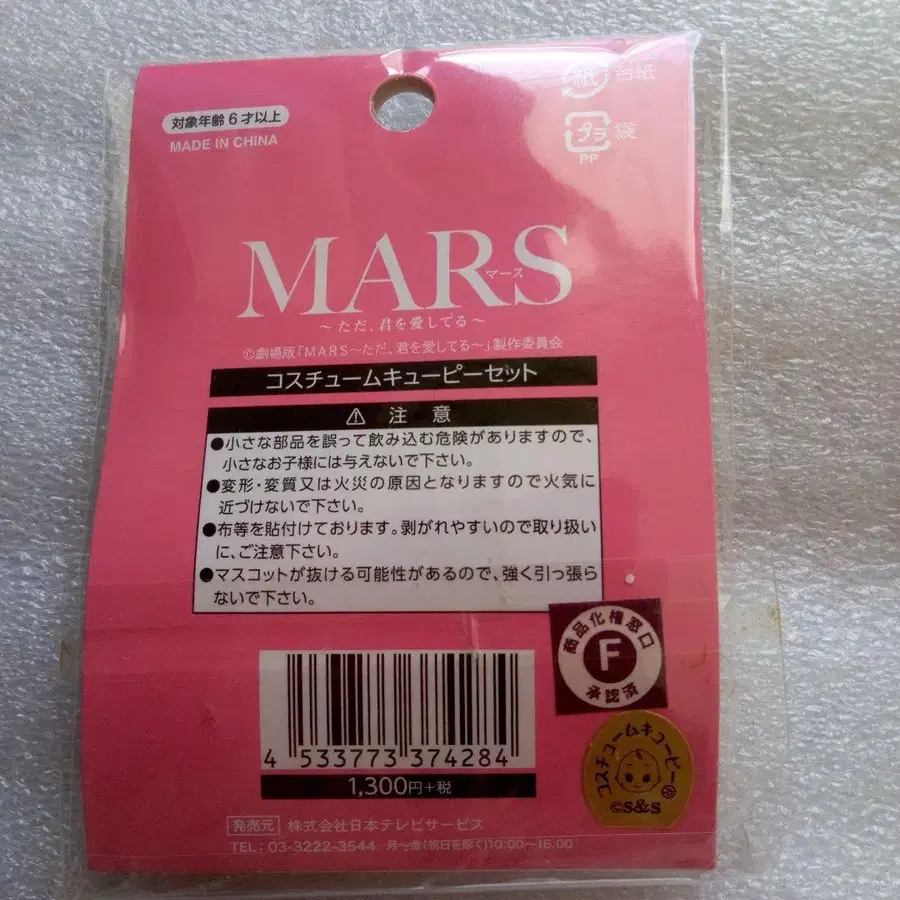 対象年齢6才以上
MADE IN CHINA
紙 台紙
プラ 袋
PP
MARS
マース
～ただ、君を愛してる～
©劇場版「MARS～ただ、君を愛してる～」製作委員会
コスチュームキューピーセット
⚠ 注 意
●小さな部品を誤って飲み込む危険がありますので、
小さなお子様には与えないで下さい。
●変形・変質又は火災の原因となりますので火気に
近づけないで下さい。
●布等を貼付けております。剥がれやすいので取り扱い
に、ご注意下さい。
●マスコットが抜ける可能性があるので、強く引っ張ら
ないで下さい。
商品化権窓口
F
承認済
4 533773 374284
1,300円+税
コスチュームキューピー®
©S&S
発売元 株式会社日本テレビサービス
TEL: 03-3222-3544 月～金(祝日を除く)10:00～16:00